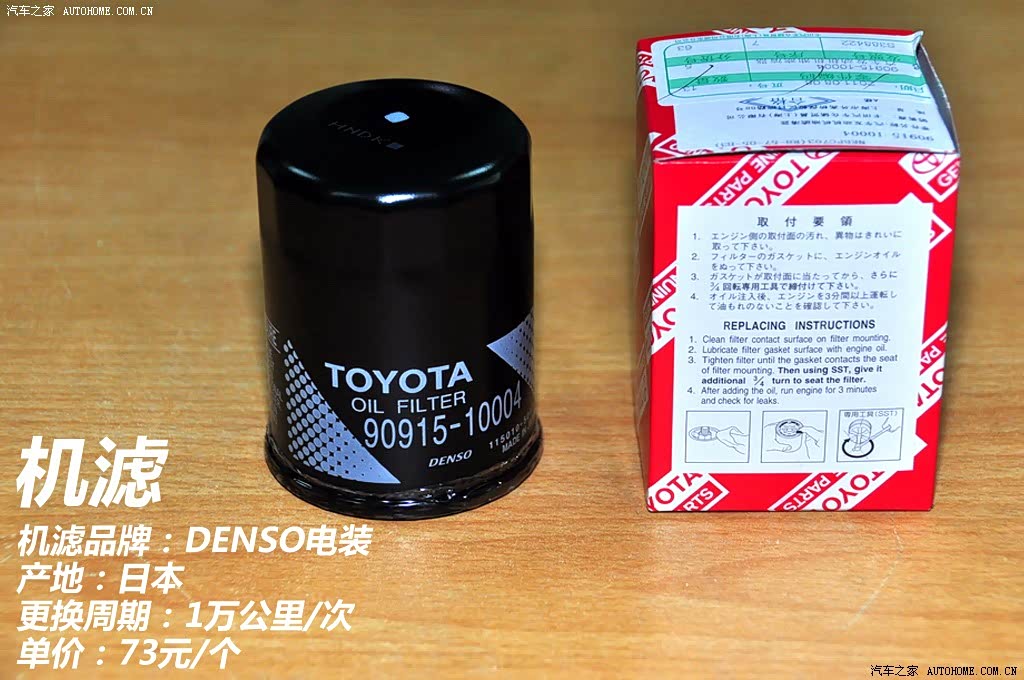 汽车之家 AUTOHOME.COM.CN
HNDK
TOYOTA
OIL FILTER
90915-10004
DENSO
90915-10004
TOYOTA
GENUINE PARTS
取付要領
1. エンジン側の取付面の汚れ、異物はきれいに
取って下さい。
2. フィルターのガスケットに、エンジンオイル
をぬって下さい。
3. ガスケットが取付面に当たってから、さらに
¾回転専用工具で締付けて下さい。
4. オイル注入後、エンジンを3分間以上運転し
て油もれのないことを確認して下さい。
REPLACING INSTRUCTIONS
1. Clean filter contact surface on filter mounting.
2. Lubricate filter gasket surface with engine oil.
3. Tighten filter until the gasket contacts the seat
of filter mounting. Then using SST, give it
additional ¾ turn to seat the filter.
4. After adding the oil, run engine for 3 minutes
and check for leaks.
専用工具(SST)
TOYOTA
PARTS
机滤
机滤品牌：DENSO电装
产地：日本
更换周期：1万公里/次
单价：73元/个
汽车之家 AUTOHOME.COM.CN